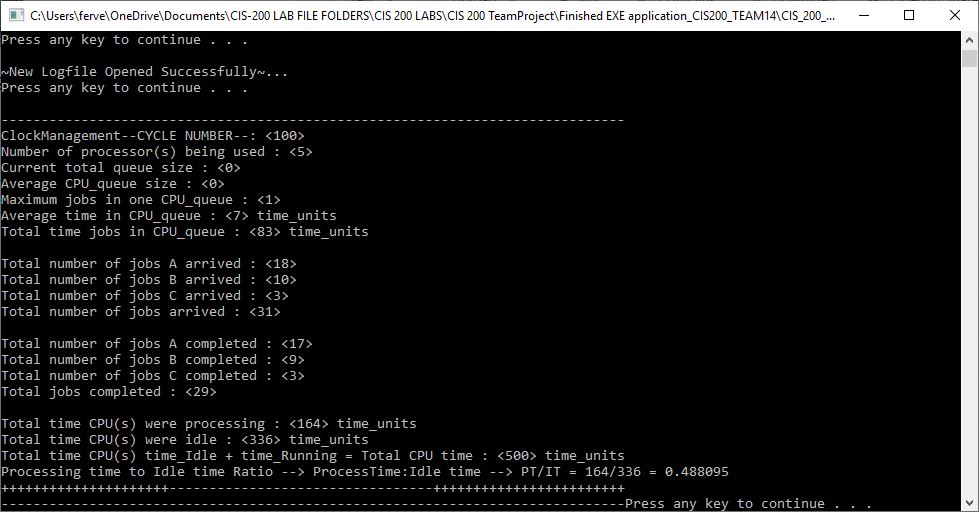 C:\Users\ferve\OneDrive\Documents\CIS-200 LAB FILE FOLDERS\CIS 200 LABS\CIS 200 TeamProject\Finished EXE application_CIS200_TEAM14\CIS_200_...
Press any key to continue . . .
~New Logfile Opened Successfully~...
Press any key to continue . . .
------------------------------------------------------------------------------
ClockManagement--CYCLE NUMBER--: <100>
Number of processor(s) being used : <5>
Current total queue size : <0>
Average CPU_queue size : <0>
Maximum jobs in one CPU_queue : <1>
Average time in CPU_queue : <7> time_units
Total time jobs in CPU_queue : <83> time_units
Total number of jobs A arrived : <18>
Total number of jobs B arrived : <10>
Total number of jobs C arrived : <3>
Total number of jobs arrived : <31>
Total number of jobs A completed : <17>
Total number of jobs B completed : <9>
Total number of jobs C completed : <3>
Total jobs completed : <29>
Total time CPU(s) were processing : <164> time_units
Total time CPU(s) were idle : <336> time_units
Total time CPU(s) time_Idle + time_Running = Total CPU time : <500> time_units
Processing time to Idle time Ratio --> ProcessTime:Idle time --> PT/IT = 164/336 = 0.488095
+++++++++++++++++++++---------------------------------++++++++++++++++++++++++
------------------------------------------------------------------------------Press any key to continue . . .